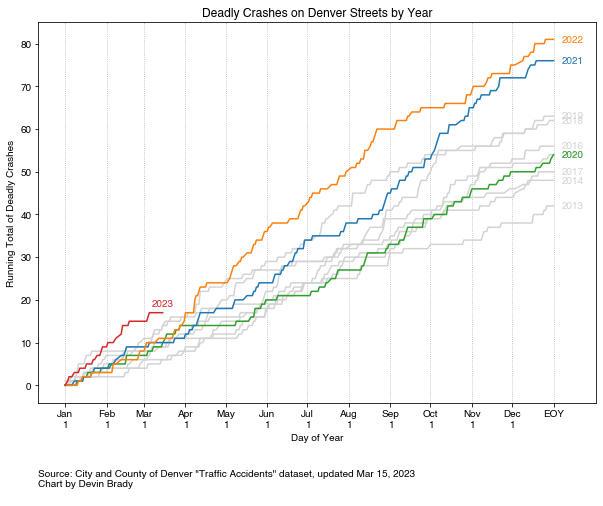 Deadly Crashes on Denver Streets by Year
Running Total of Deadly Crashes
80
70
60
50
40
30
20
10
0
2022
2021
2019
2016
2020
2017
2014
2013
2023
Jan Feb Mar Apr May Jun Jul Aug Sep Oct Nov Dec EOY
1 1 1 1 1 1 1 1 1 1 1 1
Day of Year
Source: City and County of Denver "Traffic Accidents" dataset, updated Mar 15, 2023
Chart by Devin Brady